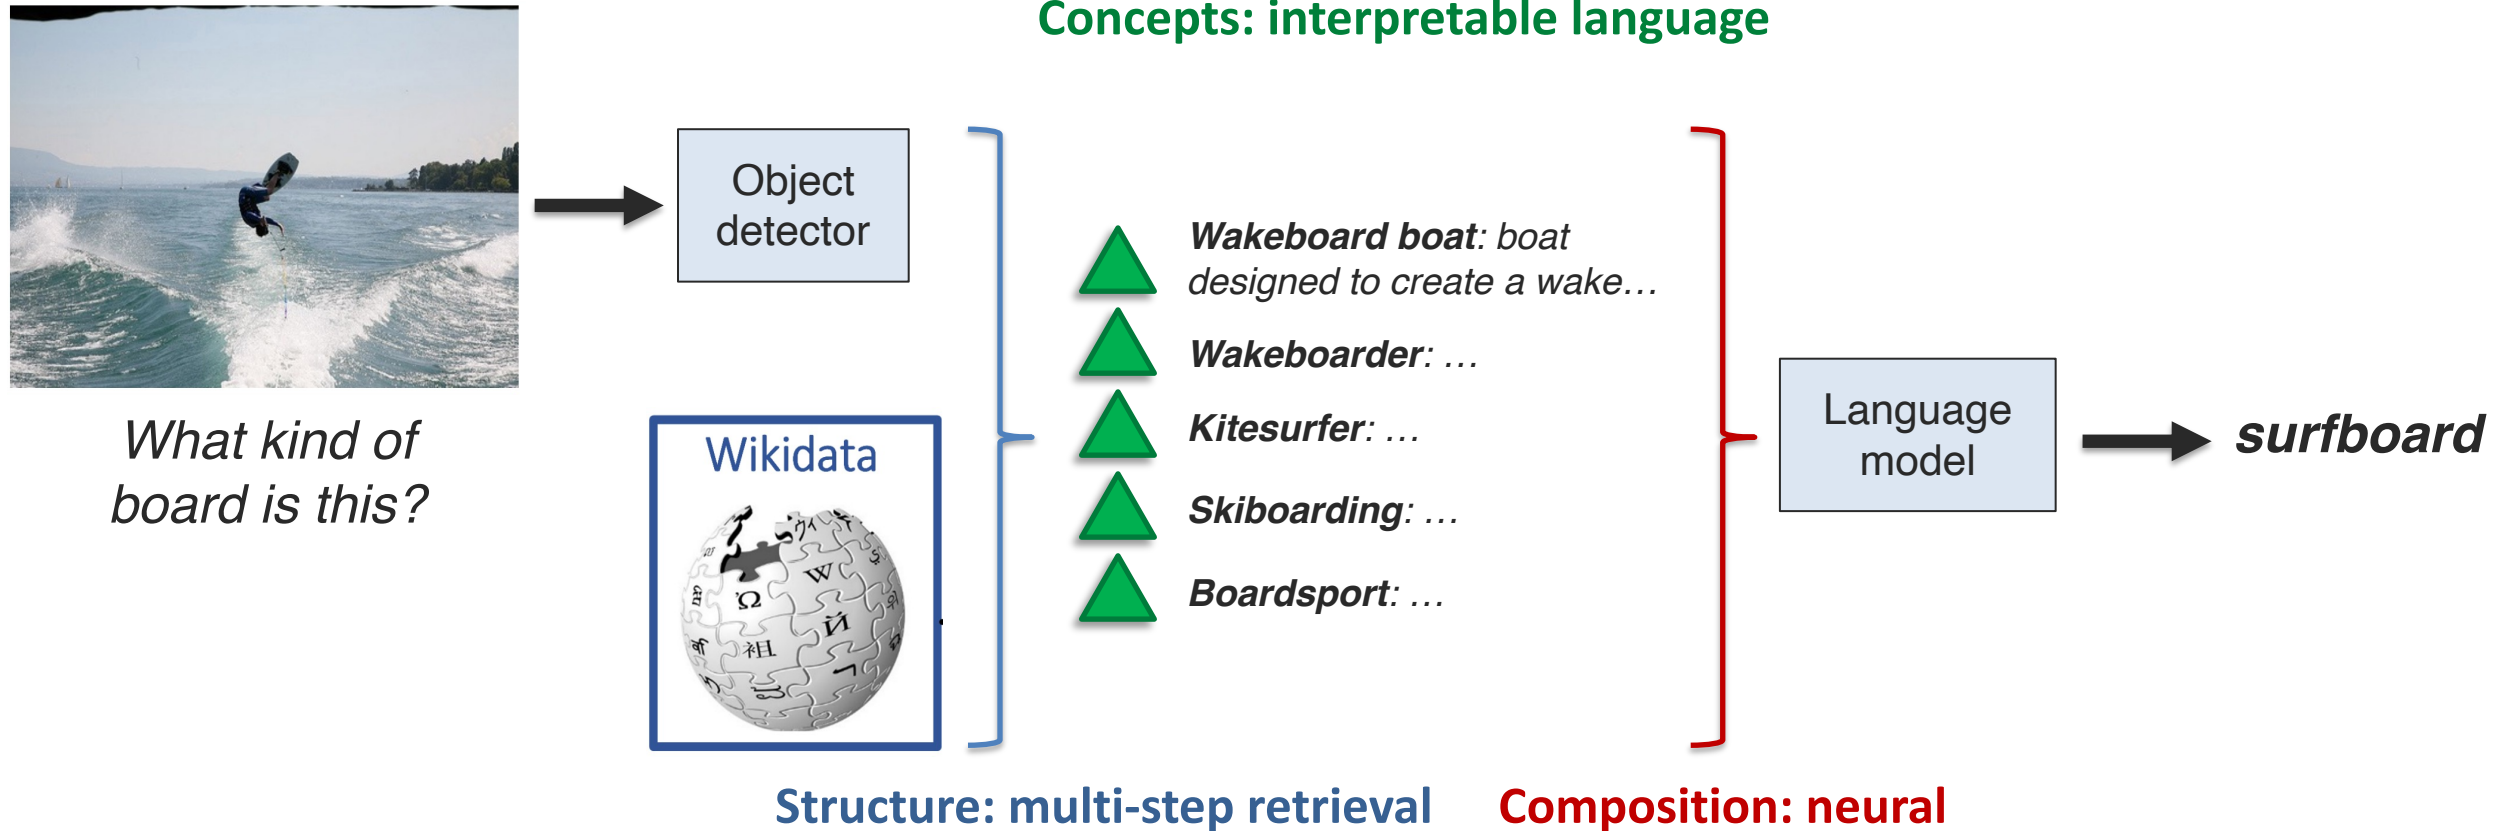 Concepts: interpretable language
Object
detector
What kind of
board is this?
Wikidata
Ω
W
И
祖
Wakeboard boat: boat
designed to create a wake…
Wakeboarder: …
Kitesurfer: …
Skiboarding: …
Boardsport: …
Language
model
surfboard
Structure: multi-step retrieval
Composition: neural